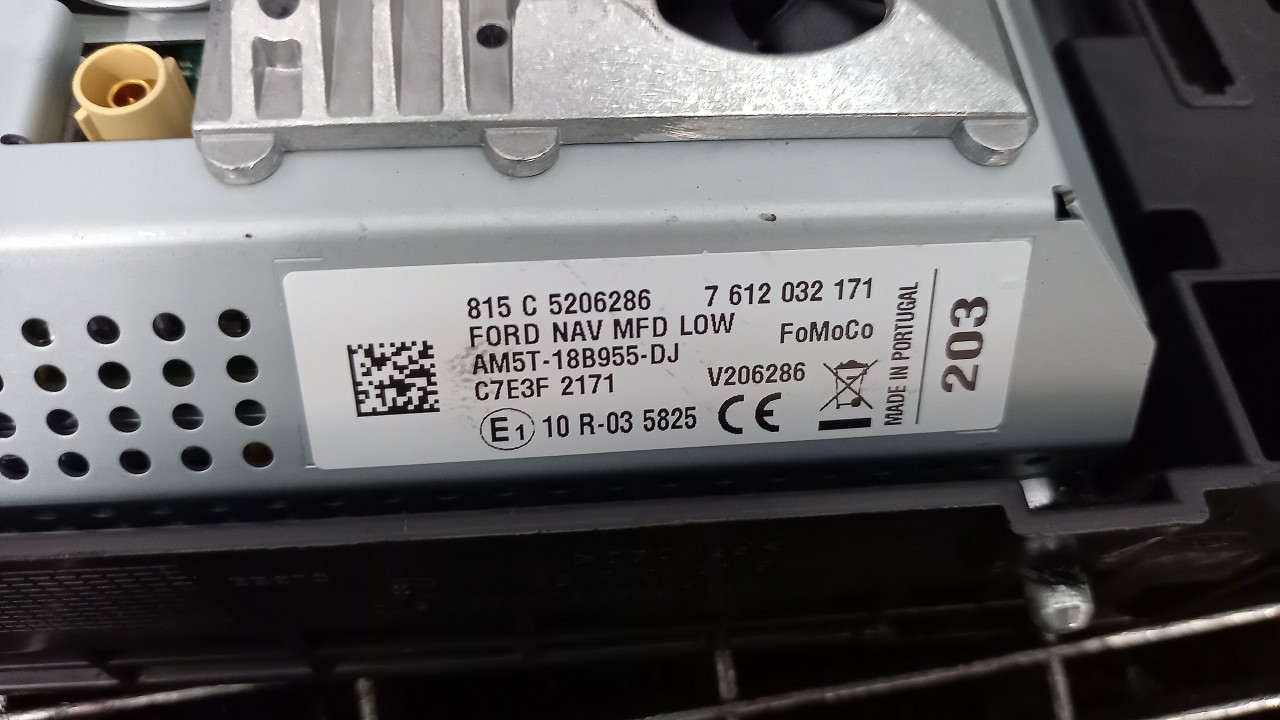 815 C 5206286 7 612 032 171
FORD NAV MFD LOW FoMoCo
AM5T-18B955-DJ
C7E3F 2171 V206286
E1 10 R-03 5825 CE
MADE IN PORTUGAL
203